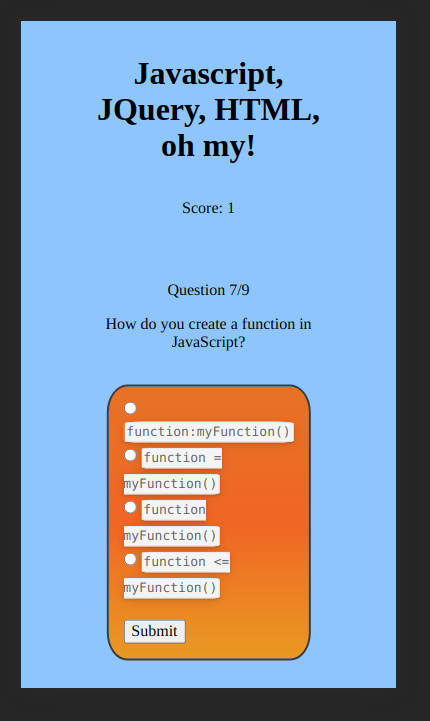 Javascript,
JQuery, HTML,
oh my!
Score: 1
Question 7/9
How do you create a function in
JavaScript?
function:myFunction()
function =
myFunction()
function
myFunction()
function <=
myFunction()
Submit